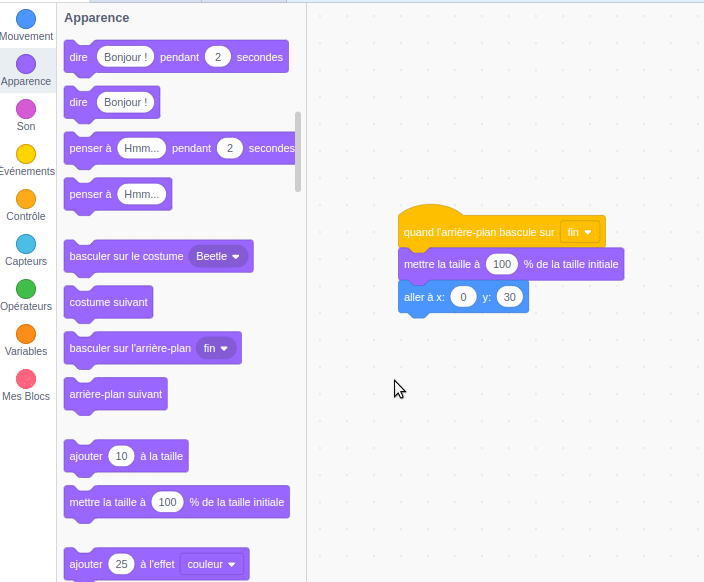 Mouvement
Apparence
Son
Événements
Contrôle
Capteurs
Opérateurs
Variables
Mes Blocs
Apparence
dire Bonjour ! pendant 2 secondes
dire Bonjour !
penser à Hmm... pendant 2 secondes
penser à Hmm...
basculer sur le costume Beetle
costume suivant
basculer sur l'arrière-plan fin
arrière-plan suivant
ajouter 10 à la taille
mettre la taille à 100 % de la taille initiale
ajouter 25 à l'effet couleur
quand l'arrière-plan bascule sur fin
mettre la taille à 100 % de la taille initiale
aller à x: 0 y: 30